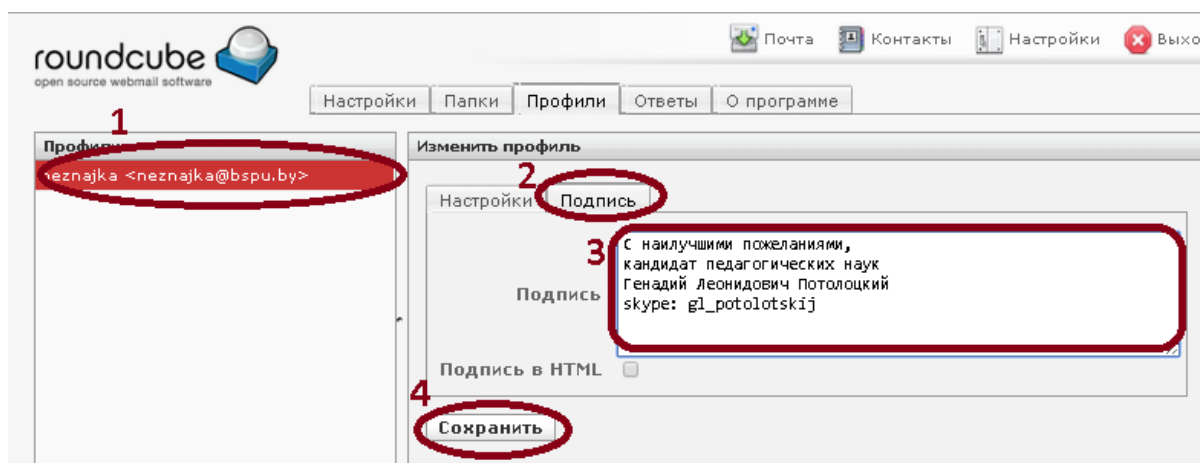 roundcube
open source webmail software
Почта Контакты Настройки
Настройки Папки Профили Ответы О программе
1
Изменить профиль
neznajka <neznajka@bspu.by>
2
Настройки Подпись
3
С наилучшими пожеланиями,
кандидат педагогических наук
Генадий Леонидович Потолоцкий
skype: gl_potolotskij
Подпись
Подпись в HTML
4
Сохранить